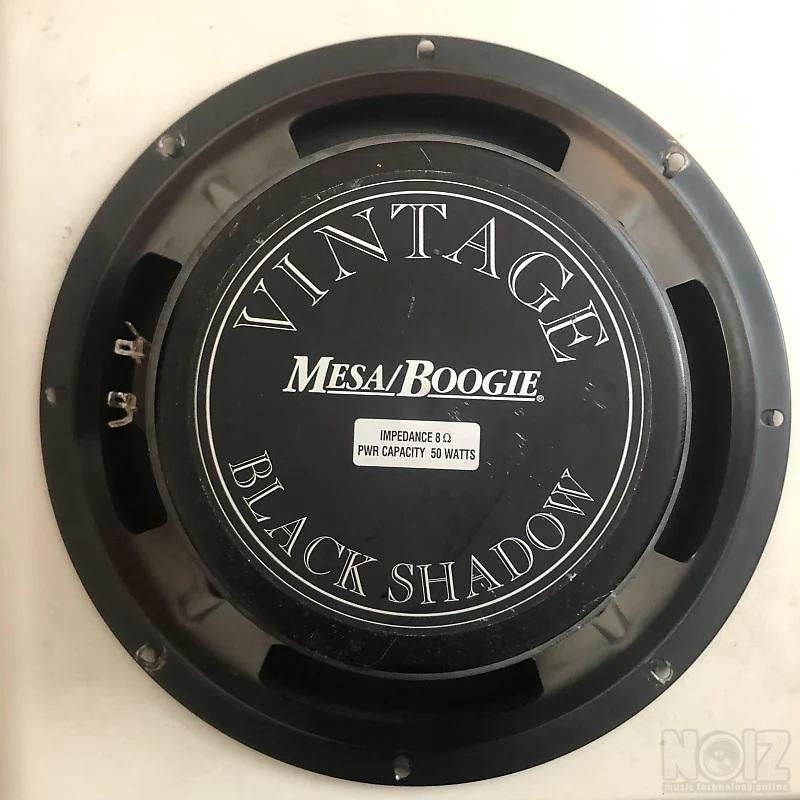 VINTAGE
MESA/BOOGIE®
IMPEDANCE 8 Ω
PWR CAPACITY 50 WATTS
BLACK SHADOW
NOIZ
music technology online